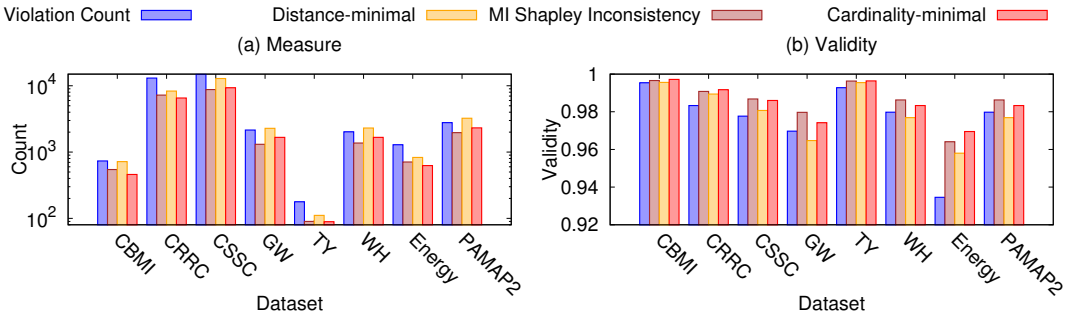 Violation Count Distance-minimal MI Shapley Inconsistency Cardinality-minimal
(a) Measure (b) Validity
10^4
10^3
10^2
Count
CBMI CRRC CSSC GW TY WH Energy PAMAP2
Dataset
1
0.98
0.96
0.94
0.92
Validity
CBMI CRRC CSSC GW TY WH Energy PAMAP2
Dataset